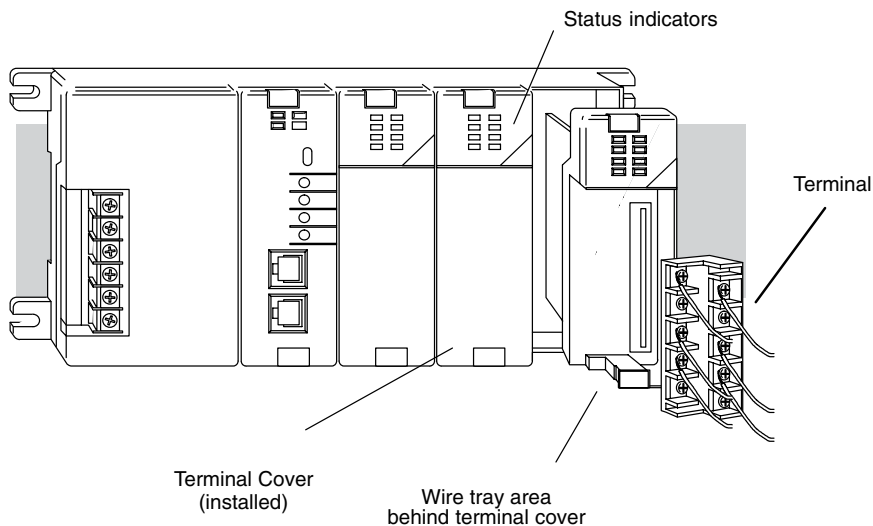 Status indicators
Terminal
Terminal Cover
(installed)
Wire tray area
behind terminal cover